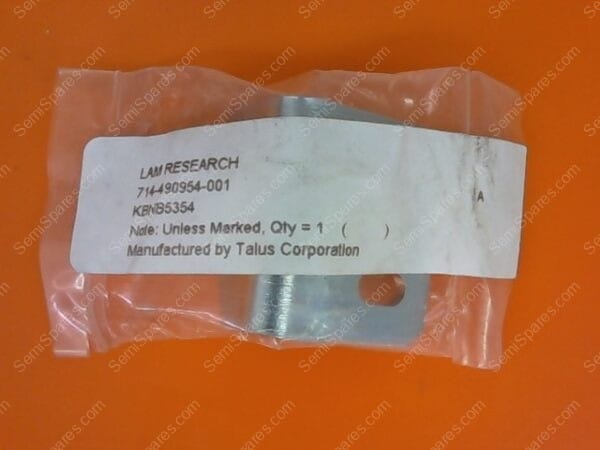 LAM RESEARCH
714-490954-001
KBNB5354
Note: Unless Marked, Qty = 1 ( )
Manufactured by Talus Corporation
A
SemiSpares.com